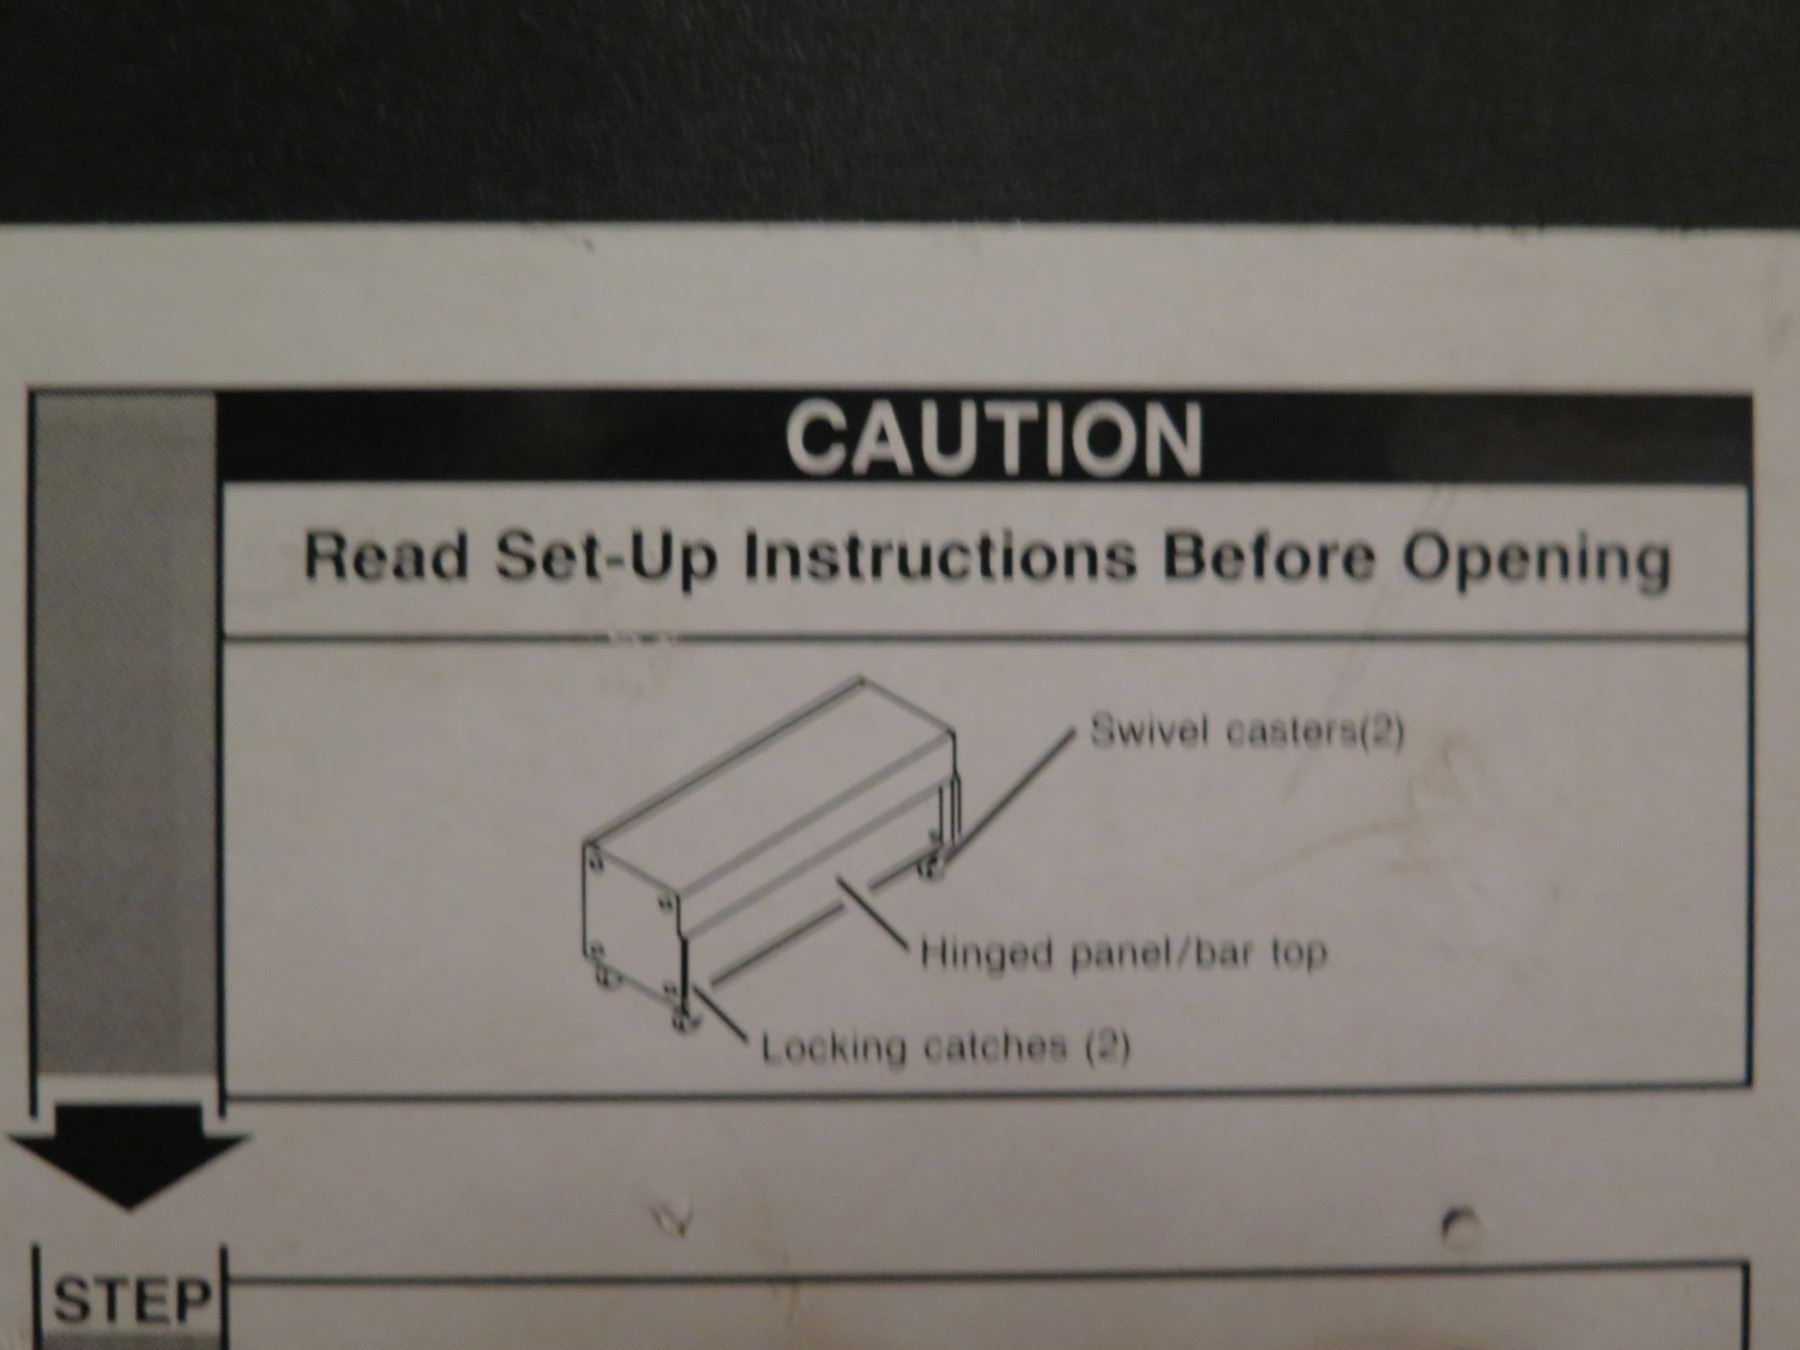 CAUTION
Read Set-Up Instructions Before Opening
Swivel casters(2)
Hinged panel/bar top
Locking catches (2)
STEP